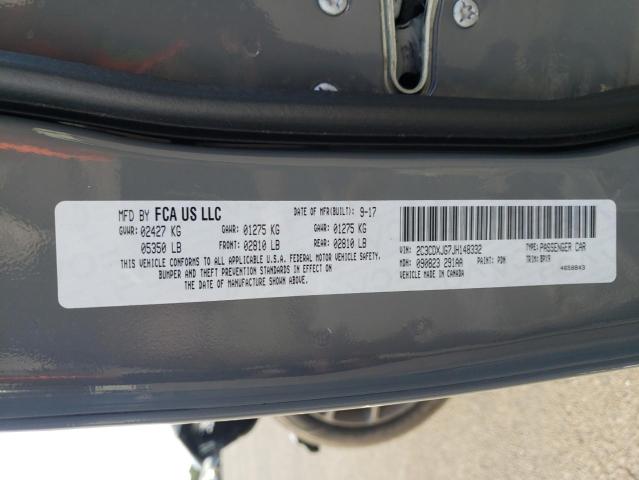 MFD BY FCA US LLC DATE OF MFR(BUILT): 9-17
GVWR: 02427 KG GAWR: 01275 KG GAWR: 01275 KG
05350 LB FRONT: 02810 LB REAR: 02810 LB
THIS VEHICLE CONFORMS TO ALL APPLICABLE U.S.A. FEDERAL MOTOR VEHICLE SAFETY,
BUMPER AND THEFT PREVENTION STANDARDS IN EFFECT ON
THE DATE OF MANUFACTURE SHOWN ABOVE.
VIN: 2C3CDXJG7JH148332 TYPE: PASSENGER CAR
MDH: 090823 291AA PAINT: PDN TRIM: BPX9
VEHICLE MADE IN CANADA 4658843